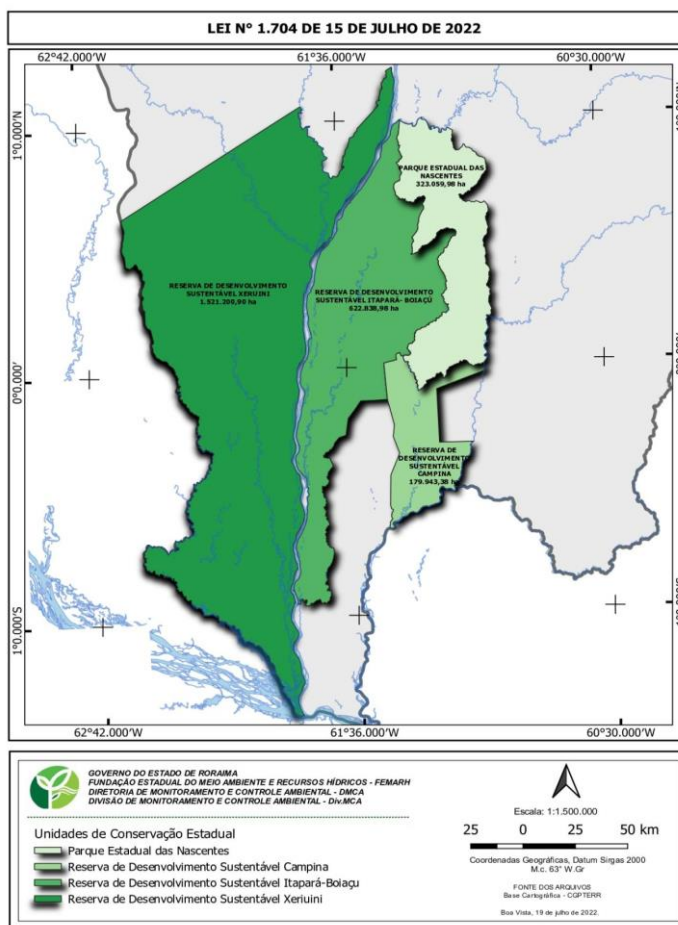 LEI Nº 1.704 DE 15 DE JULHO DE 2022
62°42.000'W 61°36.000'W 60°30.000'W
1°0.000'N
PARQUE ESTADUAL DAS
NASCENTES
323.059,98 ha
RESERVA DE DESENVOLVIMENTO
SUSTENTÁVEL XERUINI
1.521.200,90 ha
RESERVA DE DESENVOLVIMENTO
SUSTENTÁVEL ITAPARÁ- BOIAÇÚ
622.838,98 ha
0°0.000'
RESERVA DE
DESENVOLVIMENTO
SUSTENTÁVEL
CAMPINA
179.943,38 ha
1°0.000'S
62°42.000'W 61°36.000'W 60°30.000'W
GOVERNO DO ESTADO DE RORAIMA
FUNDAÇÃO ESTADUAL DO MEIO AMBIENTE E RECURSOS HÍDRICOS - FEMARH
DIRETORIA DE MONITORAMENTO E CONTROLE AMBIENTAL - DMCA
DIVISÃO DE MONITORAMENTO E CONTROLE AMBIENTAL - Div.MCA
Unidades de Conservação Estadual
Parque Estadual das Nascentes
Reserva de Desenvolvimento Sustentável Campina
Reserva de Desenvolvimento Sustentável Itapará-Boiaçu
Reserva de Desenvolvimento Sustentável Xeriuini
Escala: 1:1.500.000
25 0 25 50 km
Coordenadas Geográficas, Datum Sirgas 2000
M.c. 63° W.Gr
FONTE DOS ARQUIVOS
Base Cartográfica - CGPTERR
Boa Vista, 19 de julho de 2022.